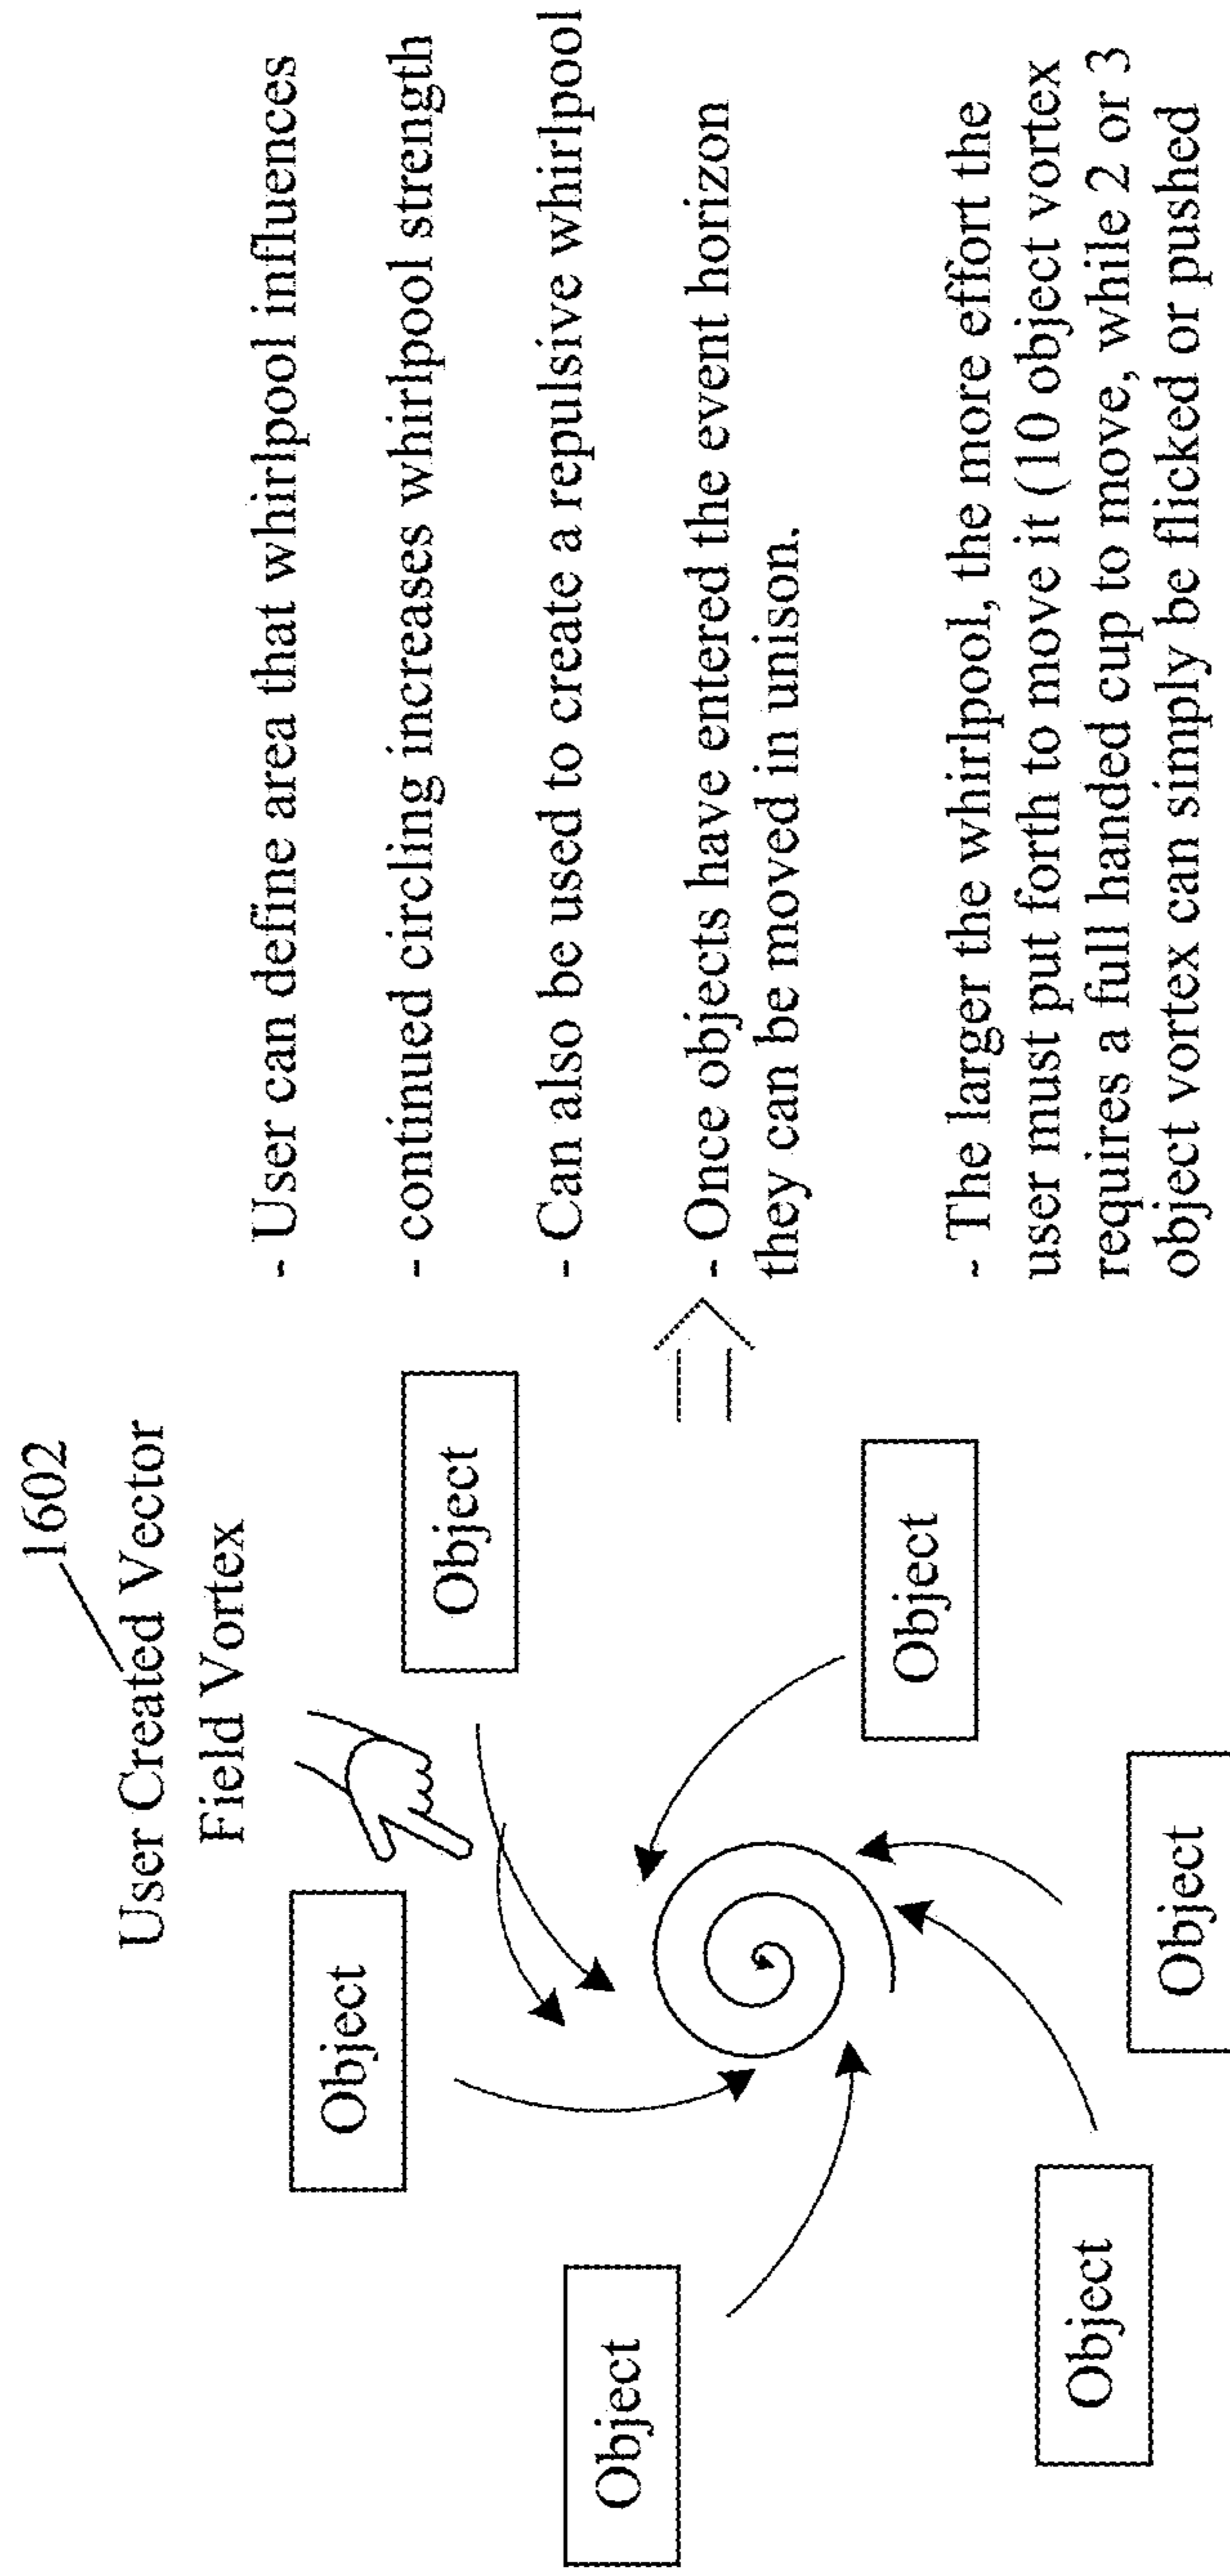 1602
User Created Vector
Field Vortex
Object
Object
Object
Object
Object
Object
- User can define area that whirlpool influences
- continued circling increases whirlpool strength
- Can also be used to create a repulsive whirlpool
- Once objects have entered the event horizon
they can be moved in unison.
- The larger the whirlpool, the more effort the
user must put forth to move it (10 object vortex
requires a full handed cup to move, while 2 or 3
object vortex can simply be flicked or pushed